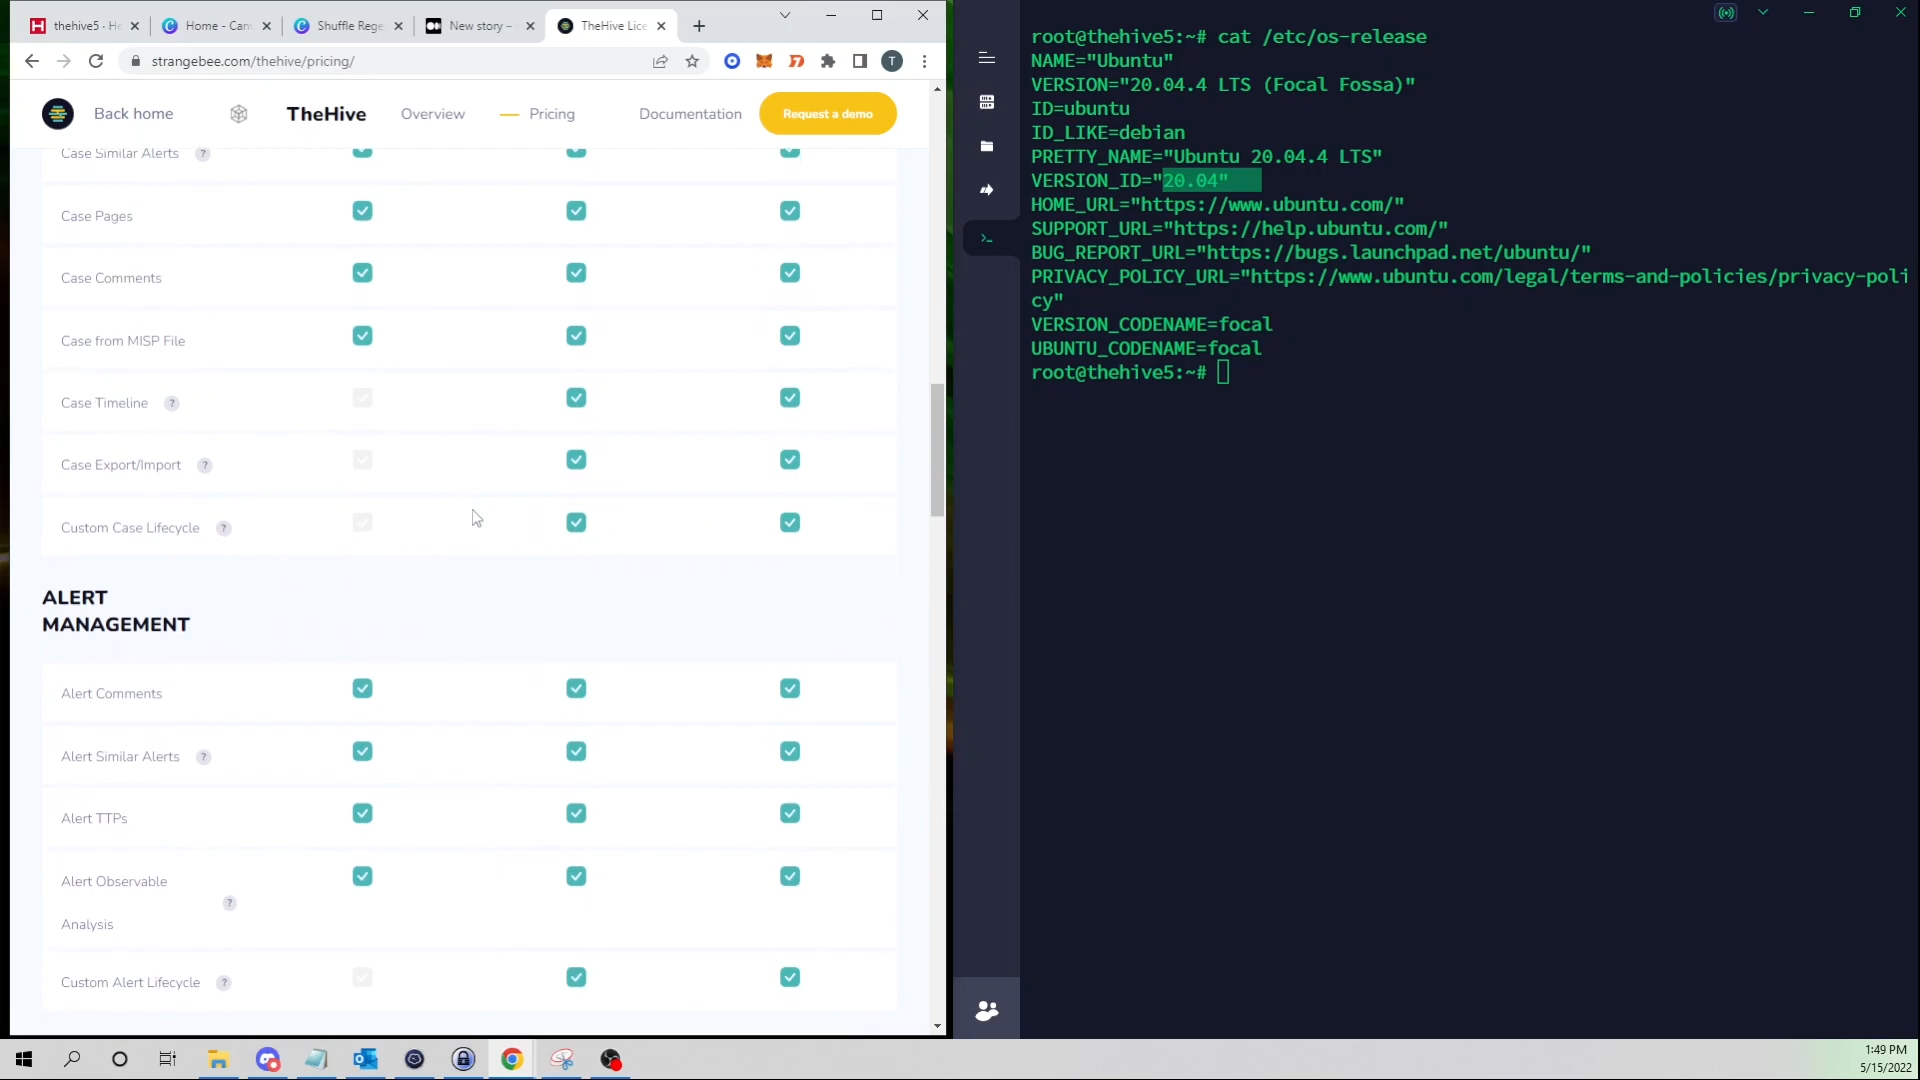 thehive5 - He
Home - Can
Shuffle Rege
New story –
TheHive Lice
strangebee.com/thehive/pricing/
T
Back home
TheHive
Overview
Pricing
Documentation
Request a demo
Case Similar Alerts ?
Case Pages
Case Comments
Case from MISP File
Case Timeline ?
Case Export/Import ?
Custom Case Lifecycle ?
ALERT
MANAGEMENT
Alert Comments
Alert Similar Alerts ?
Alert TTPs
Alert Observable
?
Analysis
Custom Alert Lifecycle ?
root@thehive5:~# cat /etc/os-release
NAME="Ubuntu"
VERSION="20.04.4 LTS (Focal Fossa)"
ID=ubuntu
ID_LIKE=debian
PRETTY_NAME="Ubuntu 20.04.4 LTS"
VERSION_ID="20.04"
HOME_URL="https://www.ubuntu.com/"
SUPPORT_URL="https://help.ubuntu.com/"
BUG_REPORT_URL="https://bugs.launchpad.net/ubuntu/"
PRIVACY_POLICY_URL="https://www.ubuntu.com/legal/terms-and-policies/privacy-poli
cy"
VERSION_CODENAME=focal
UBUNTU_CODENAME=focal
root@thehive5:~#
1:49 PM
5/15/2022